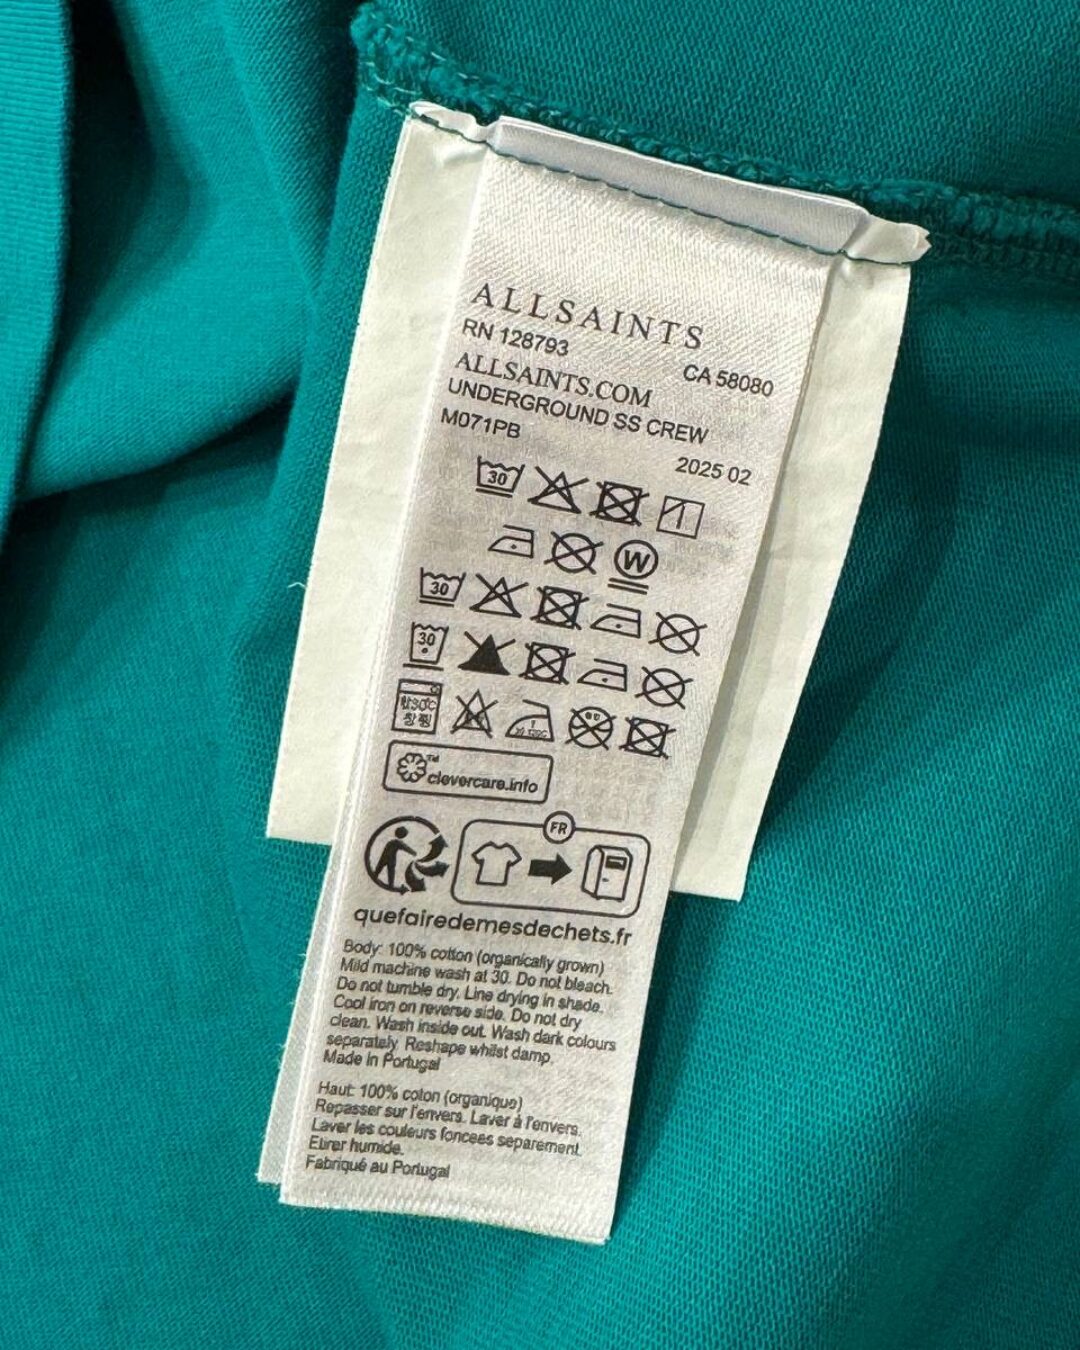 ALLSAINTS
RN 128793 CA 58080
ALLSAINTS.COM
UNDERGROUND SS CREW
M071PB 2025 02
30
W
30
30
clevercare.info
FR
quefairedemesdechets.fr
Body: 100% cotton (organically grown)
Mild machine wash at 30. Do not bleach.
Do not tumble dry. Line drying in shade.
Cool iron on reverse side. Do not dry
clean. Wash inside out. Wash dark colours
separately. Reshape whilst damp.
Made in Portugal
Haut: 100% coton (organique)
Repasser sur l'envers. Laver à l'envers.
Laver les couleurs foncees separement.
Etirer humide.
Fabriqué au Portugal